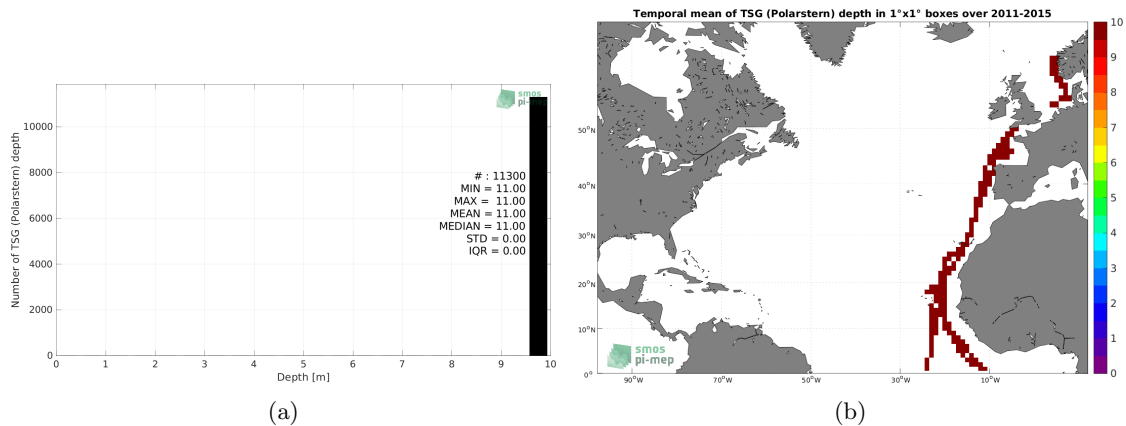 smos
pi-mep
Number of TSG (Polarstern) depth
10000
8000
6000
4000
2000
0
# : 11300
MIN = 11.00
MAX = 11.00
MEAN = 11.00
MEDIAN = 11.00
STD = 0.00
IQR = 0.00
0 1 2 3 4 5 6 7 8 9 10
Depth [m]
(a)
Temporal mean of TSG (Polarstern) depth in 1°x1° boxes over 2011-2015
50°N
40°N
30°N
20°N
10°N
0°
90°W 70°W 50°W 30°W 10°W
smos
pi-mep
10
9
8
7
6
5
4
3
2
1
0
(b)